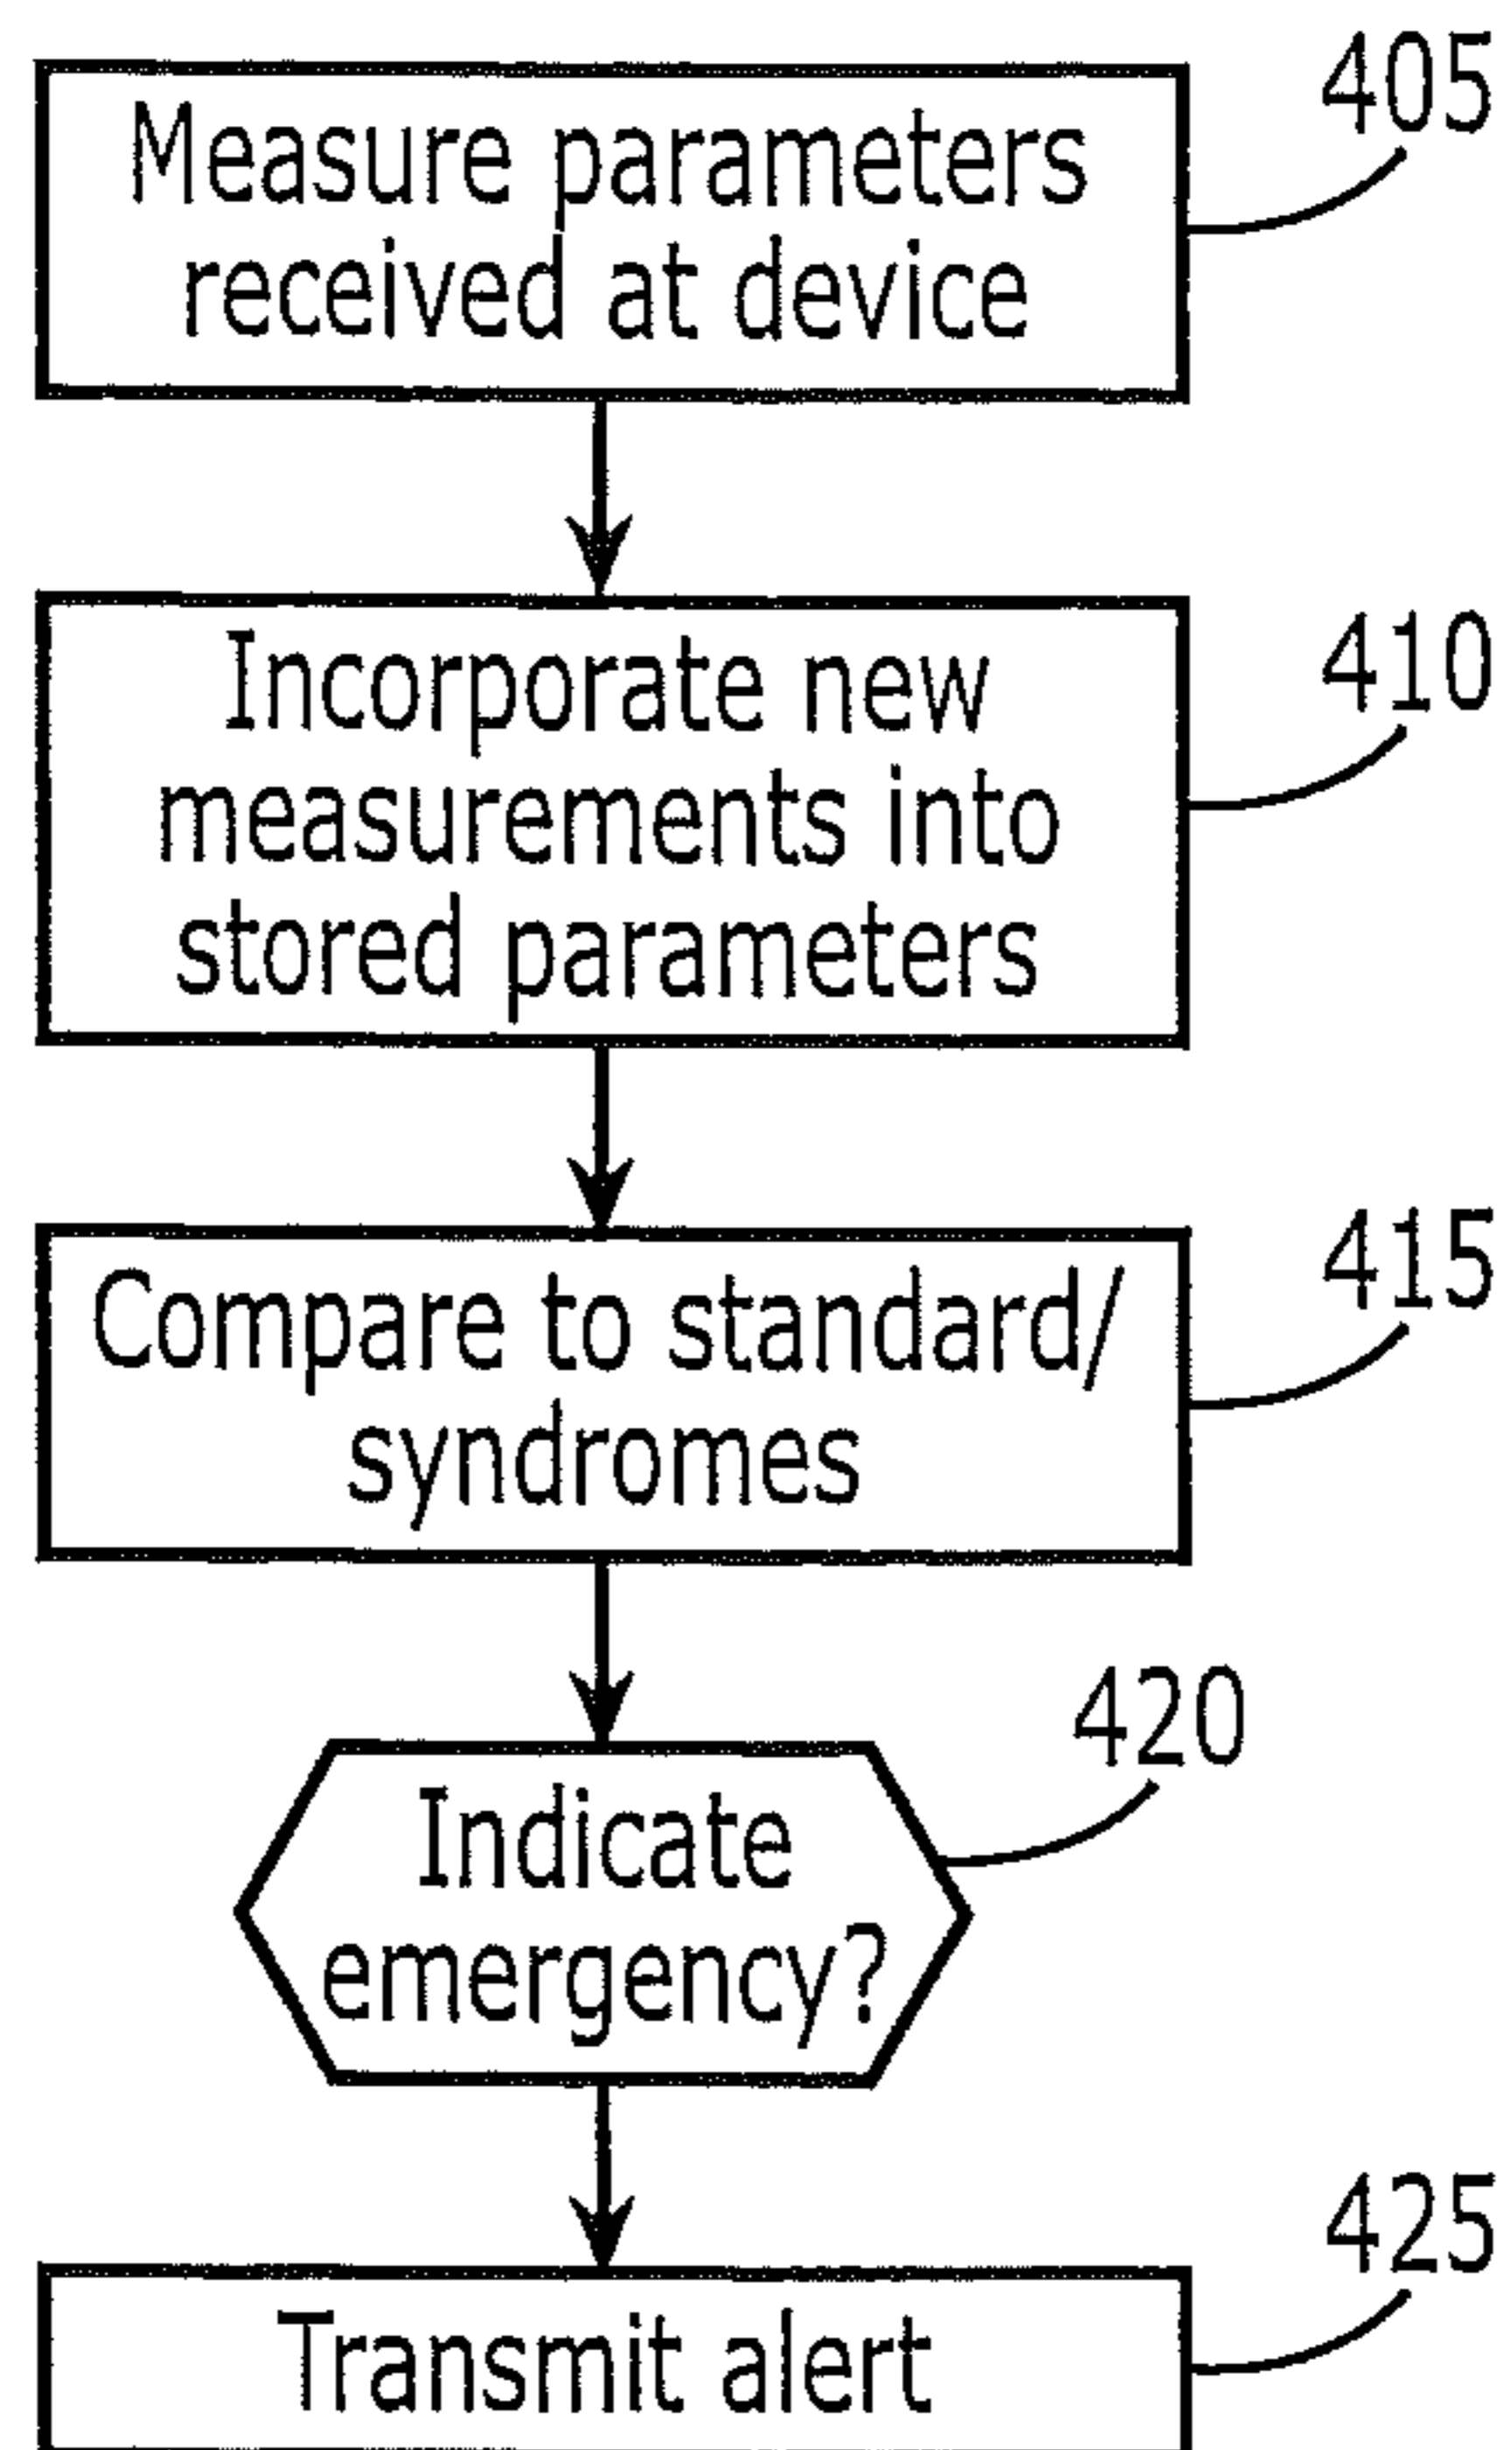 405
Measure parameters
received at device
410
Incorporate new
measurements into
stored parameters
415
Compare to standard/
syndromes
420
Indicate
emergency?
425
Transmit alert